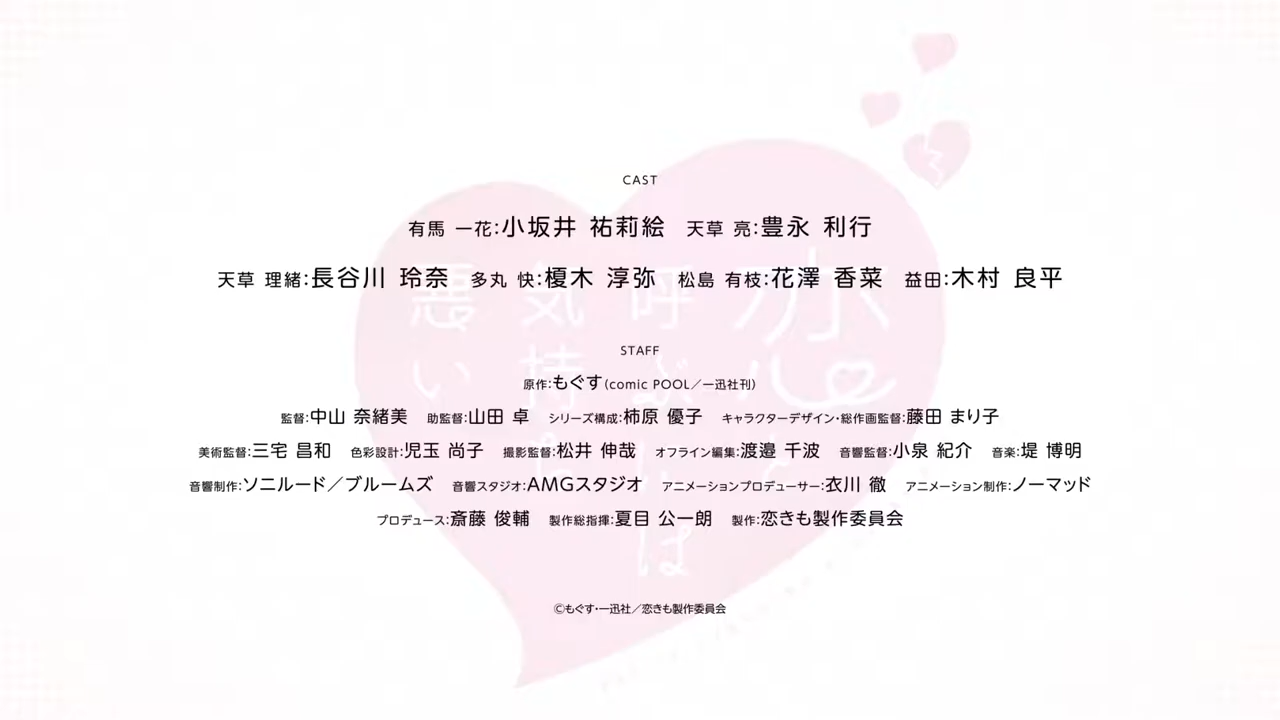 CAST
有馬 一花:小坂井 祐莉絵 天草 亮:豊永 利行
天草 理緒:長谷川 玲奈 多丸 快:榎木 淳弥 松島 有枝:花澤 香菜 益田:木村 良平
STAFF
原作:もぐす(comic POOL/一迅社刊)
監督:中山 奈緒美 助監督:山田 卓 シリーズ構成:柿原 優子 キャラクターデザイン・総作画監督:藤田 まり子
美術監督:三宅 昌和 色彩設計:児玉 尚子 撮影監督:松井 伸哉 オフライン編集:渡邉 千波 音響監督:小泉 紀介 音楽:堤 博明
音響制作:ソニルード/ブルームズ 音響スタジオ:AMGスタジオ アニメーションプロデューサー:衣川 徹 アニメーション制作:ノーマッド
プロデュース:斎藤 俊輔 製作総指揮:夏目 公一朗 製作:恋きも製作委員会
©もぐす・一迅社/恋きも製作委員会